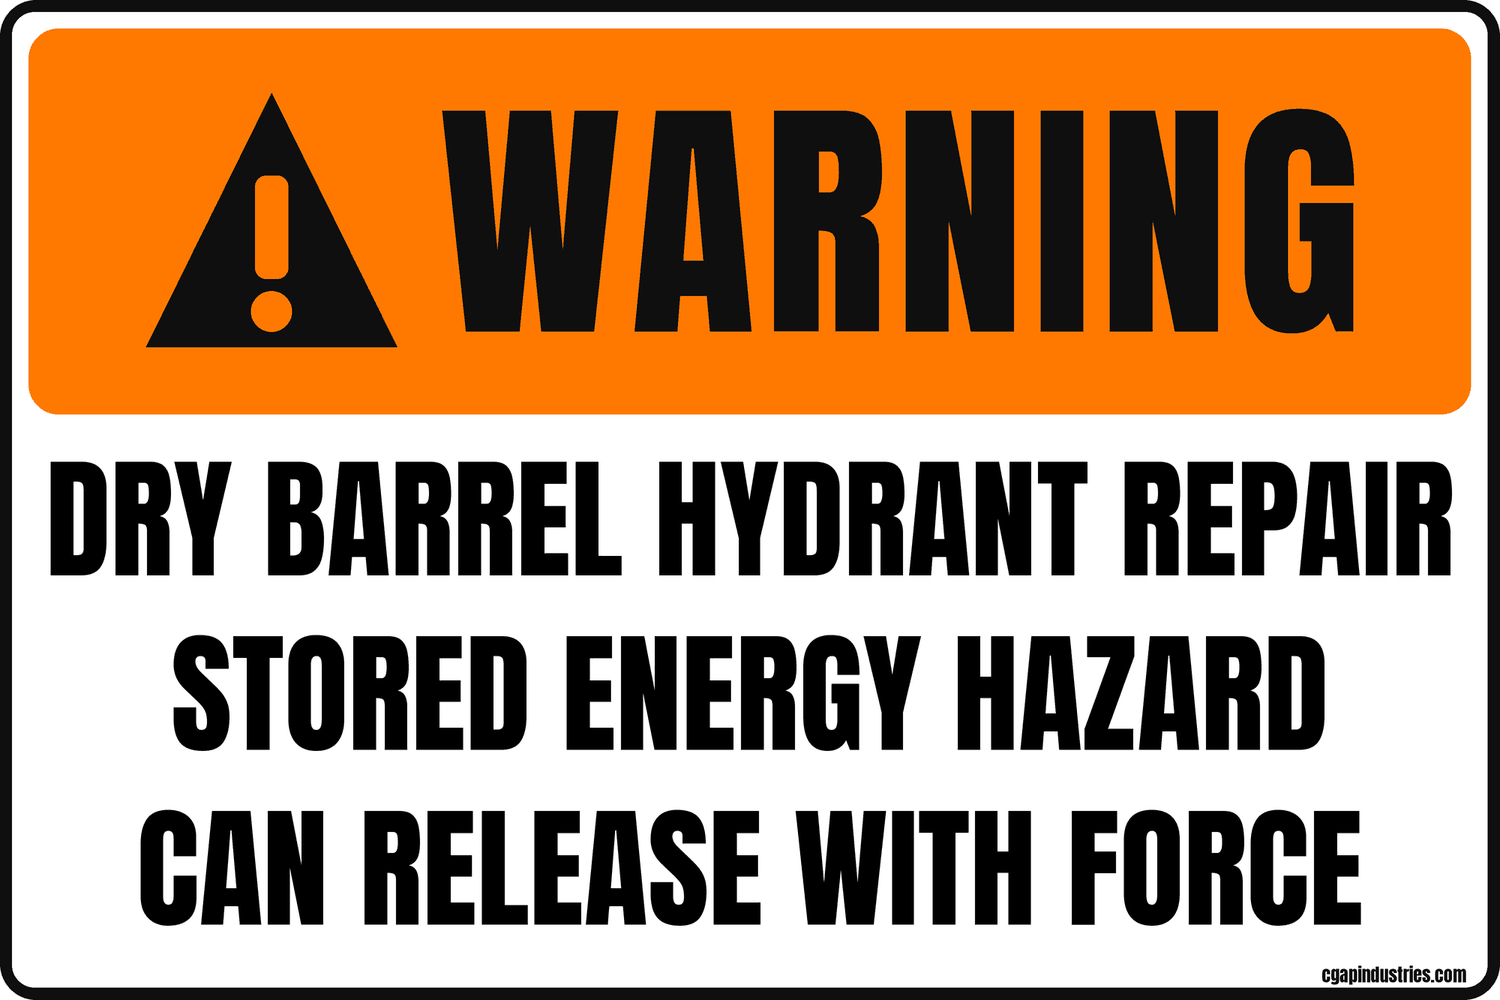 WARNING
DRY BARREL HYDRANT REPAIR
STORED ENERGY HAZARD
CAN RELEASE WITH FORCE
cgapindustries.com